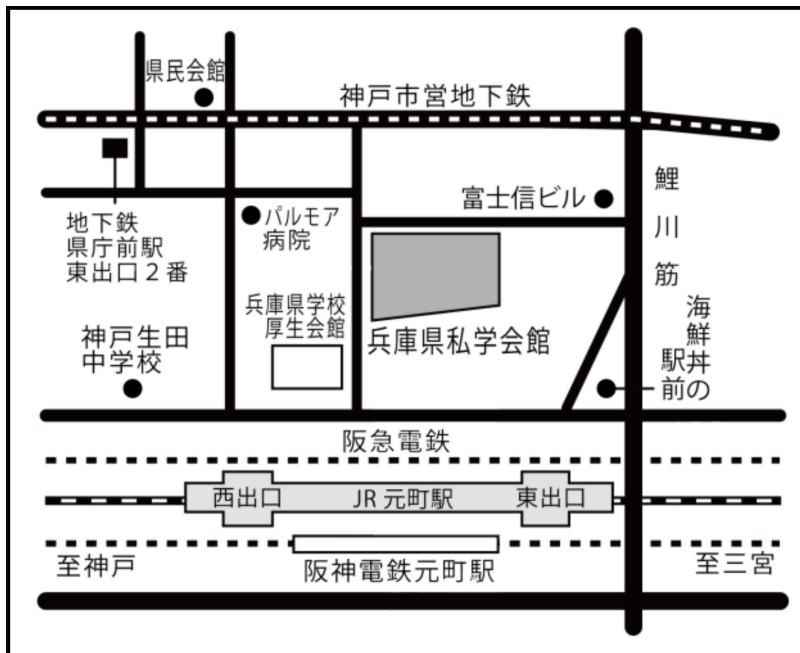 県民会館
神戸市営地下鉄
富士信ビル
鯉川筋
地下鉄
県庁前駅
東出口２番
パルモア
病院
兵庫県学校
厚生会館
兵庫県私学会館
神戸生田
中学校
海鮮丼の
駅前
阪急電鉄
西出口
JR 元町駅
東出口
至神戸
阪神電鉄元町駅
至三宮